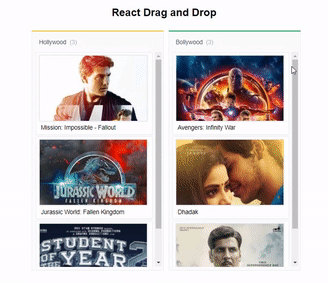 React Drag and Drop
Hollywood (3)
Bollywood (3)
Mission: Impossible - Fallout
Avengers: Infinity War
JURASSIC WORLD
FALLEN KINGDOM
Jurassic World: Fallen Kingdom
Dhadak
STUDENT
OF THE
YEAR 2